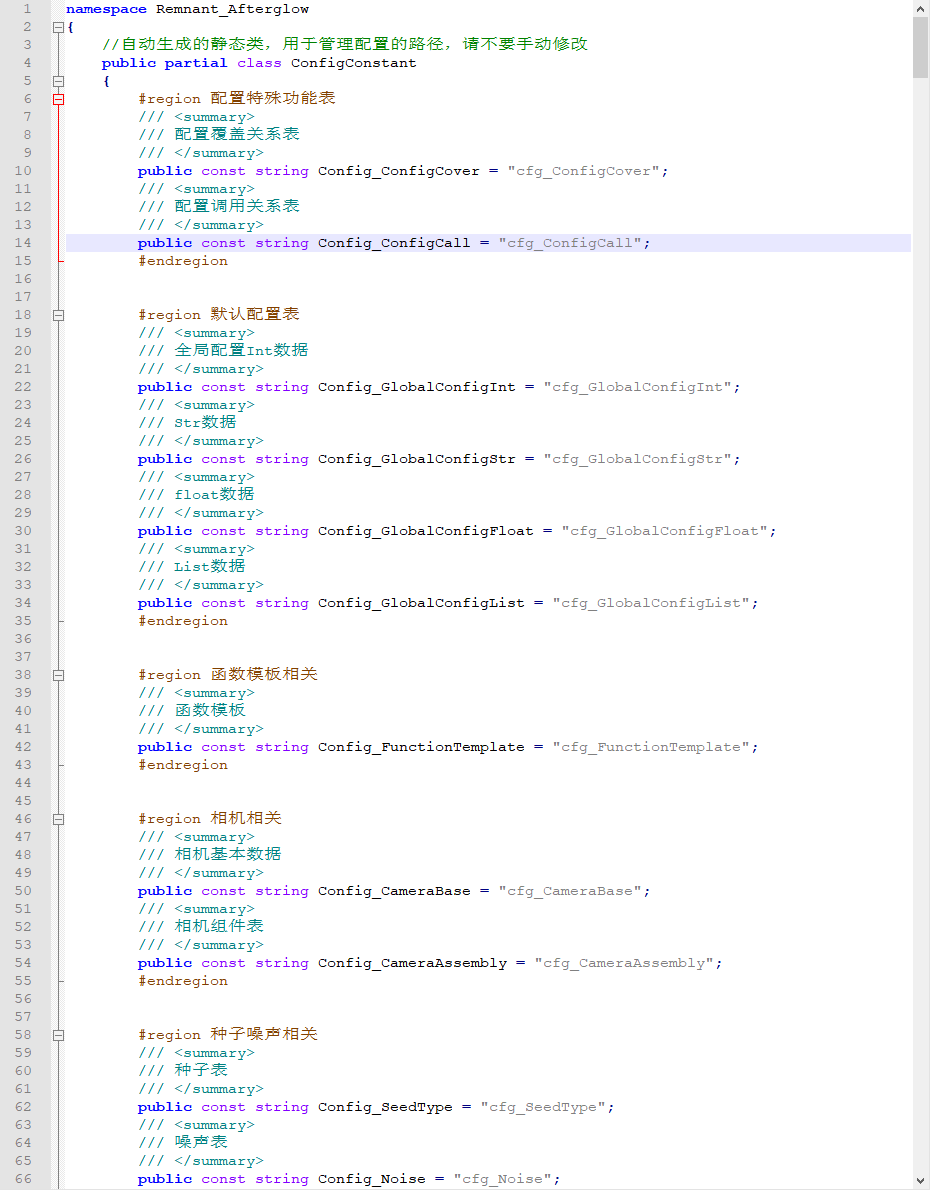 1 namespace Remnant_Afterglow
2 {
3 //自动生成的静态类，用于管理配置的路径，请不要手动修改
4 public partial class ConfigConstant
5 {
6 #region 配置特殊功能表
7 /// <summary>
8 /// 配置覆盖关系表
9 /// </summary>
10 public const string Config_ConfigCover = "cfg_ConfigCover";
11 /// <summary>
12 /// 配置调用关系表
13 /// </summary>
14 public const string Config_ConfigCall = "cfg_ConfigCall";
15 #endregion
16
17
18 #region 默认配置表
19 /// <summary>
20 /// 全局配置Int数据
21 /// </summary>
22 public const string Config_GlobalConfigInt = "cfg_GlobalConfigInt";
23 /// <summary>
24 /// Str数据
25 /// </summary>
26 public const string Config_GlobalConfigStr = "cfg_GlobalConfigStr";
27 /// <summary>
28 /// float数据
29 /// </summary>
30 public const string Config_GlobalConfigFloat = "cfg_GlobalConfigFloat";
31 /// <summary>
32 /// List数据
33 /// </summary>
34 public const string Config_GlobalConfigList = "cfg_GlobalConfigList";
35 #endregion
36
37
38 #region 函数模板相关
39 /// <summary>
40 /// 函数模板
41 /// </summary>
42 public const string Config_FunctionTemplate = "cfg_FunctionTemplate";
43 #endregion
44
45
46 #region 相机相关
47 /// <summary>
48 /// 相机基本数据
49 /// </summary>
50 public const string Config_CameraBase = "cfg_CameraBase";
51 /// <summary>
52 /// 相机组件表
53 /// </summary>
54 public const string Config_CameraAssembly = "cfg_CameraAssembly";
55 #endregion
56
57
58 #region 种子噪声相关
59 /// <summary>
60 /// 种子表
61 /// </summary>
62 public const string Config_SeedType = "cfg_SeedType";
63 /// <summary>
64 /// 噪声表
65 /// </summary>
66 public const string Config_Noise = "cfg_Noise";